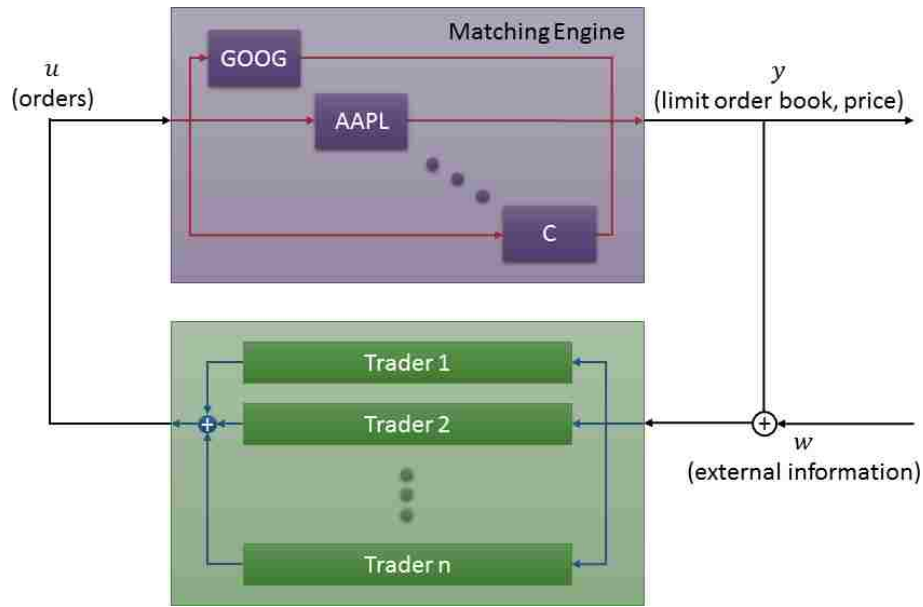 Matching Engine
GOOG
u
(orders)
y
(limit order book, price)
AAPL
C
Trader 1
+
Trader 2
+
w
(external information)
Trader n